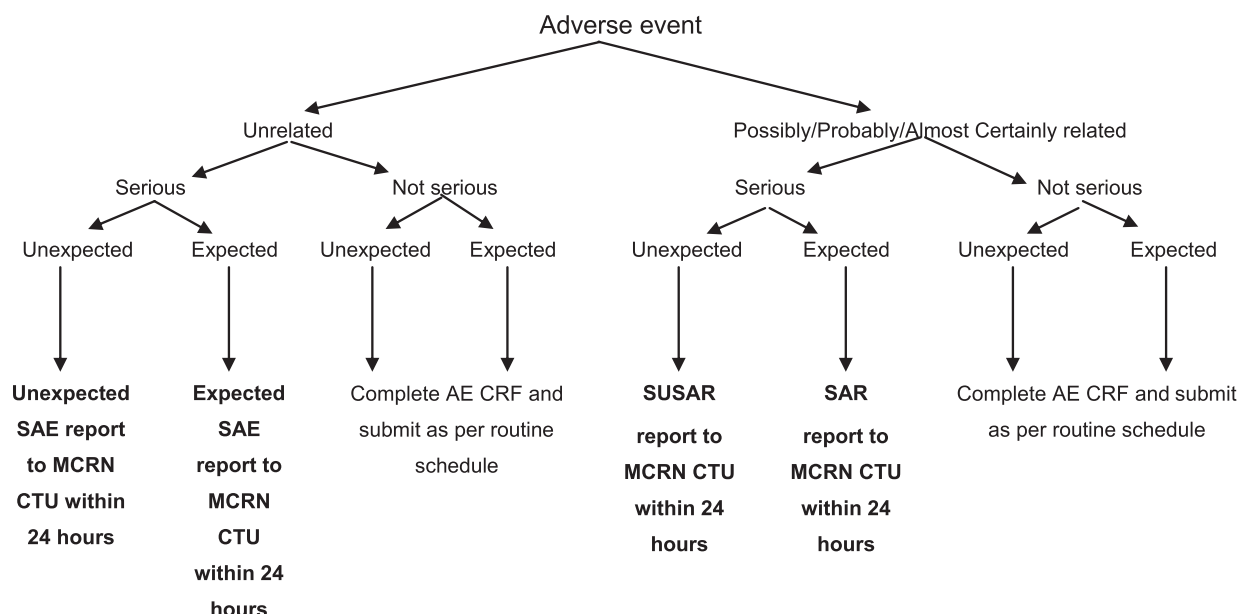 Adverse event
Unrelated
Possibly/Probably/Almost Certainly related
Serious
Not serious
Serious
Not serious
Unexpected
Expected
Unexpected
Expected
Unexpected
Expected
Unexpected
Expected
Unexpected
SAE report
to MCRN
CTU within
24 hours
Expected
SAE
report to
MCRN
CTU
within 24
hours
Complete AE CRF and
submit as per routine
schedule
SUSAR
report to
MCRN CTU
within 24
hours
SAR
report to
MCRN CTU
within 24
hours
Complete AE CRF and submit
as per routine schedule